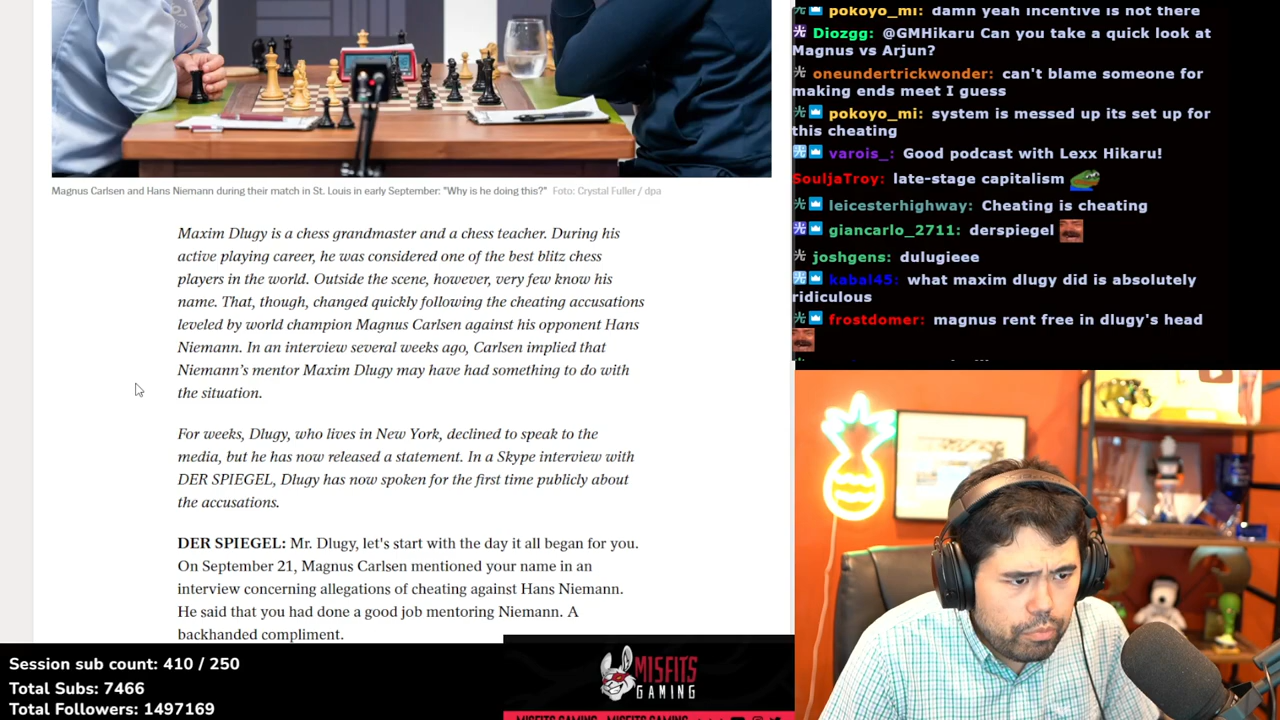 Magnus Carlsen and Hans Niemann during their match in St. Louis in early September: "Why is he doing this?" Foto: Crystal Fuller / dpa
Maxim Dlugy is a chess grandmaster and a chess teacher. During his
active playing career, he was considered one of the best blitz chess
players in the world. Outside the scene, however, very few know his
name. That, though, changed quickly following the cheating accusations
leveled by world champion Magnus Carlsen against his opponent Hans
Niemann. In an interview several weeks ago, Carlsen implied that
Niemann's mentor Maxim Dlugy may have had something to do with
the situation.
For weeks, Dlugy, who lives in New York, declined to speak to the
media, but he has now released a statement. In a Skype interview with
DER SPIEGEL, Dlugy has now spoken for the first time publicly about
the accusations.
DER SPIEGEL: Mr. Dlugy, let's start with the day it all began for you.
On September 21, Magnus Carlsen mentioned your name in an
interview concerning allegations of cheating against Hans Niemann.
He said that you had done a good job mentoring Niemann. A
backhanded compliment.
Session sub count: 410 / 250
Total Subs: 7466
Total Followers: 1497169
MISFITS
GAMING
MISFITS GAMING MISFITS GAMING
pokoyo_mi: damn yeah incentive is not there
Diozgg: @GMHikaru Can you take a quick look at
Magnus vs Arjun?
oneundertrickwonder: can't blame someone for
making ends meet I guess
pokoyo_mi: system is messed up its set up for
this cheating
varois_: Good podcast with Lexx Hikaru!
SouljaTroy: late-stage capitalism
leicesterhighway: Cheating is cheating
giancarlo_2711: derspiegel
joshgens: dulugieee
kabal45: what maxim dlugy did is absolutely
ridiculous
frostdomer: magnus rent free in dlugy's head